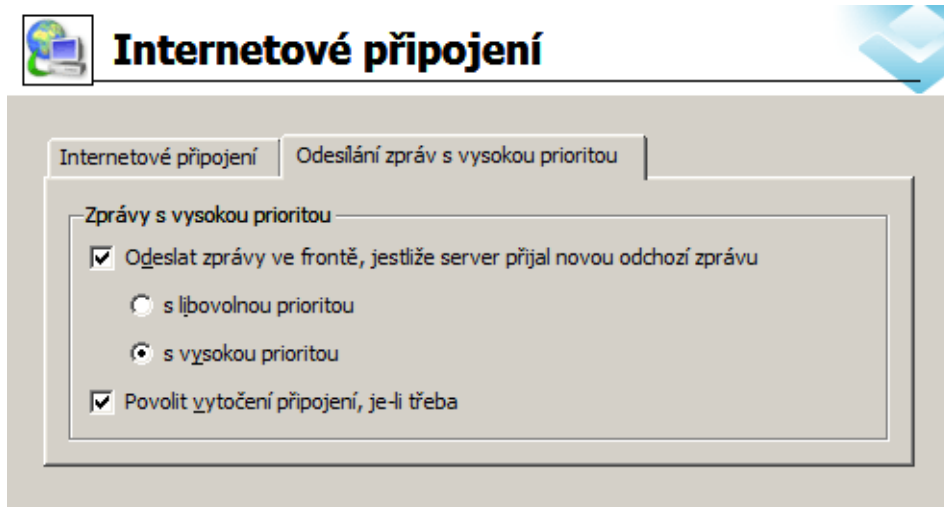 Internetové připojení
Internetové připojení
Odesílání zpráv s vysokou prioritou
Zprávy s vysokou prioritou
Odeslat zprávy ve frontě, jestliže server přijal novou odchozí zprávu
s libovolnou prioritou
s vysokou prioritou
Povolit vytočení připojení, je-li třeba